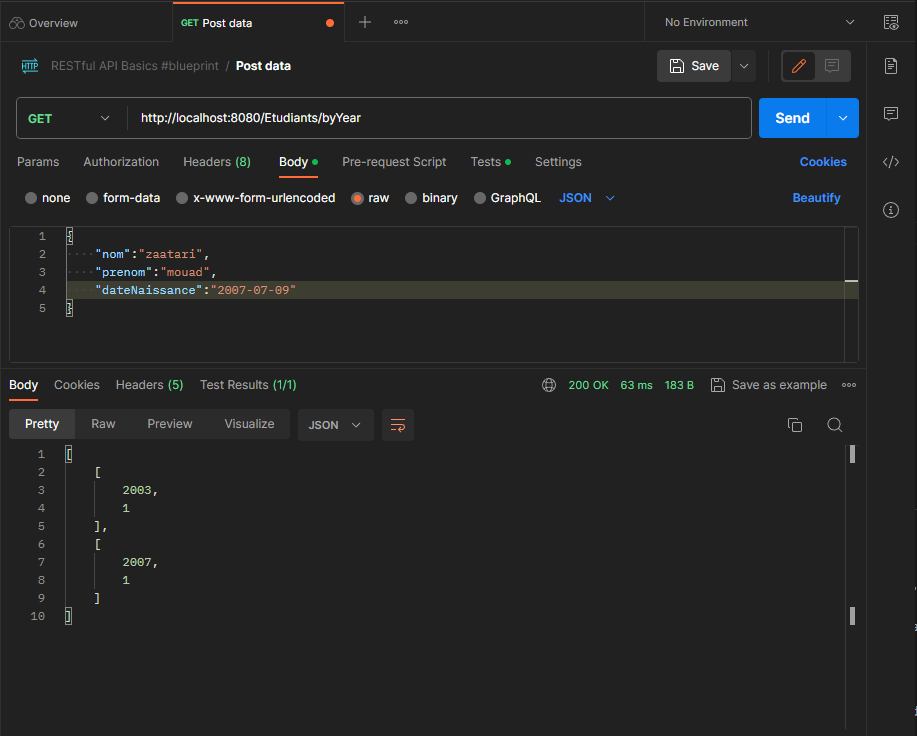 Overview
GET Post data
No Environment
HTTP RESTful API Basics #blueprint / Post data
Save
GET http://localhost:8080/Etudiants/byYear
Send
Params Authorization Headers (8) Body Pre-request Script Tests Settings Cookies
none form-data x-www-form-urlencoded raw binary GraphQL JSON Beautify
1 {
2 ····"nom":"zaatari",
3 ····"prenom":"mouad",
4 ····"dateNaissance":"2007-07-09"
5 }
Body Cookies Headers (5) Test Results (1/1) 200 OK 63 ms 183 B Save as example
Pretty Raw Preview Visualize JSON
1 [
2 [
3 2003,
4 1
5 ],
6 [
7 2007,
8 1
9 ]
10 ]